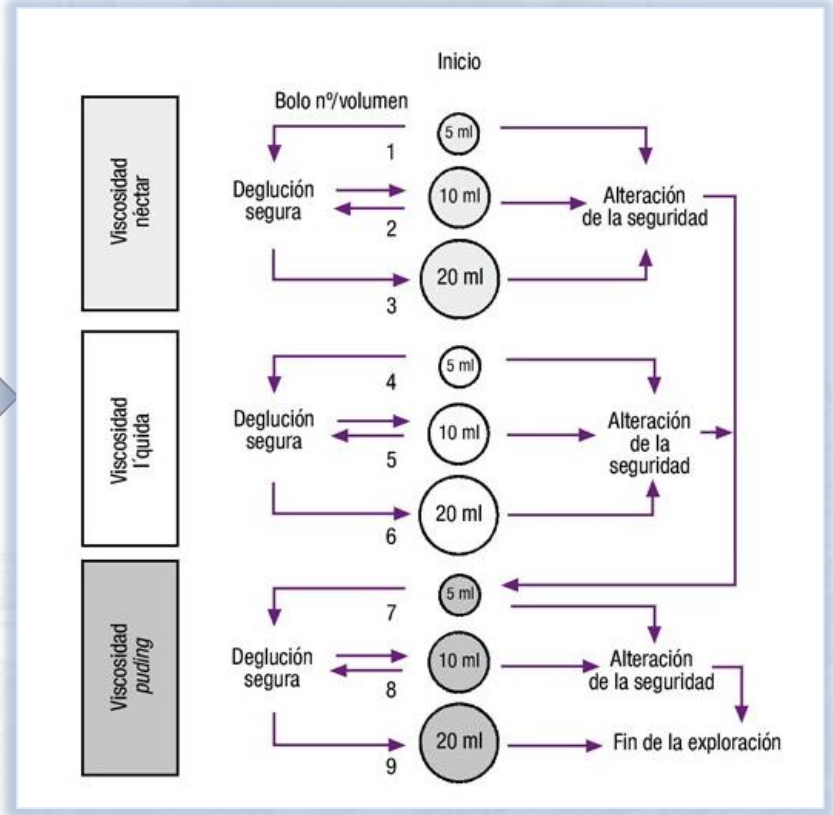 Inicio
Bolo nº/volumen
Viscosidad
néctar
1
5 ml
Deglución
segura
2
10 ml
Alteración
de la seguridad
3
20 ml
Viscosidad
l´quida
4
5 ml
Deglución
segura
5
10 ml
Alteración
de la
seguridad
6
20 ml
Viscosidad
puding
7
5 ml
Deglución
segura
8
10 ml
Alteración
de la seguridad
9
20 ml
Fin de la exploración